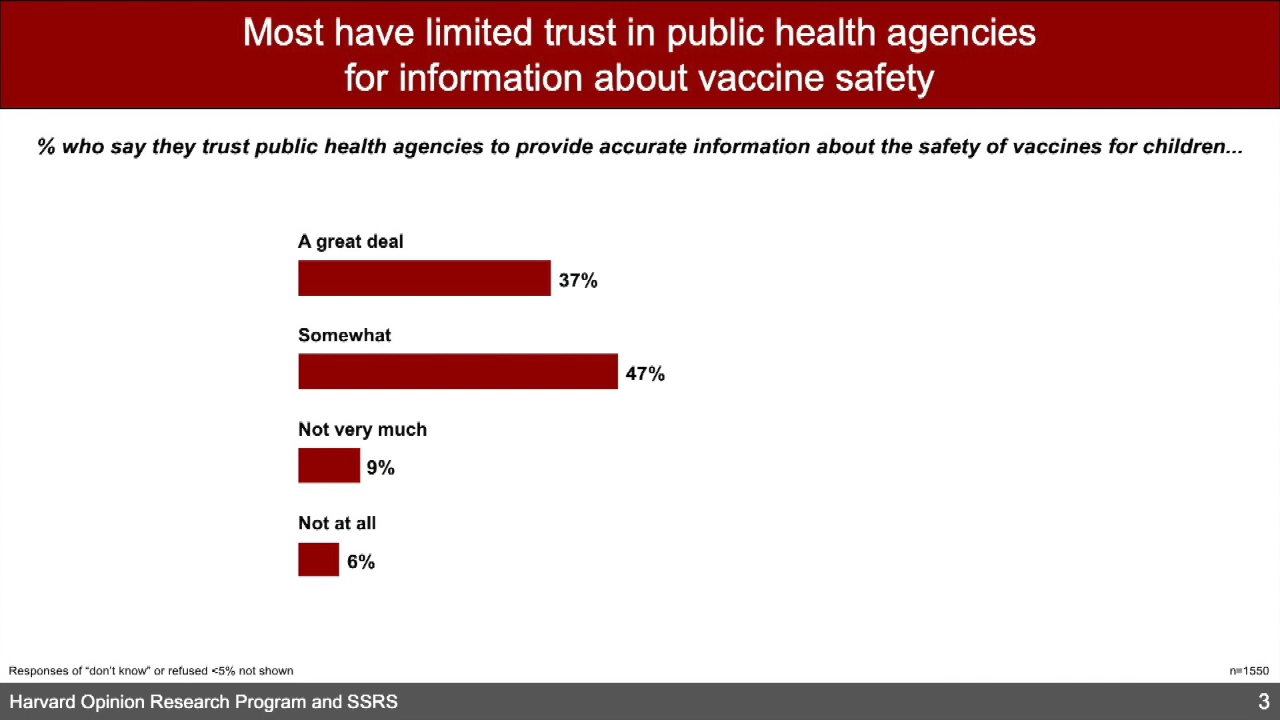 Most have limited trust in public health agencies
for information about vaccine safety
% who say they trust public health agencies to provide accurate information about the safety of vaccines for children...
A great deal
37%
Somewhat
47%
Not very much
9%
Not at all
6%
Responses of “don’t know” or refused <5% not shown
n=1550
Harvard Opinion Research Program and SSRS
3